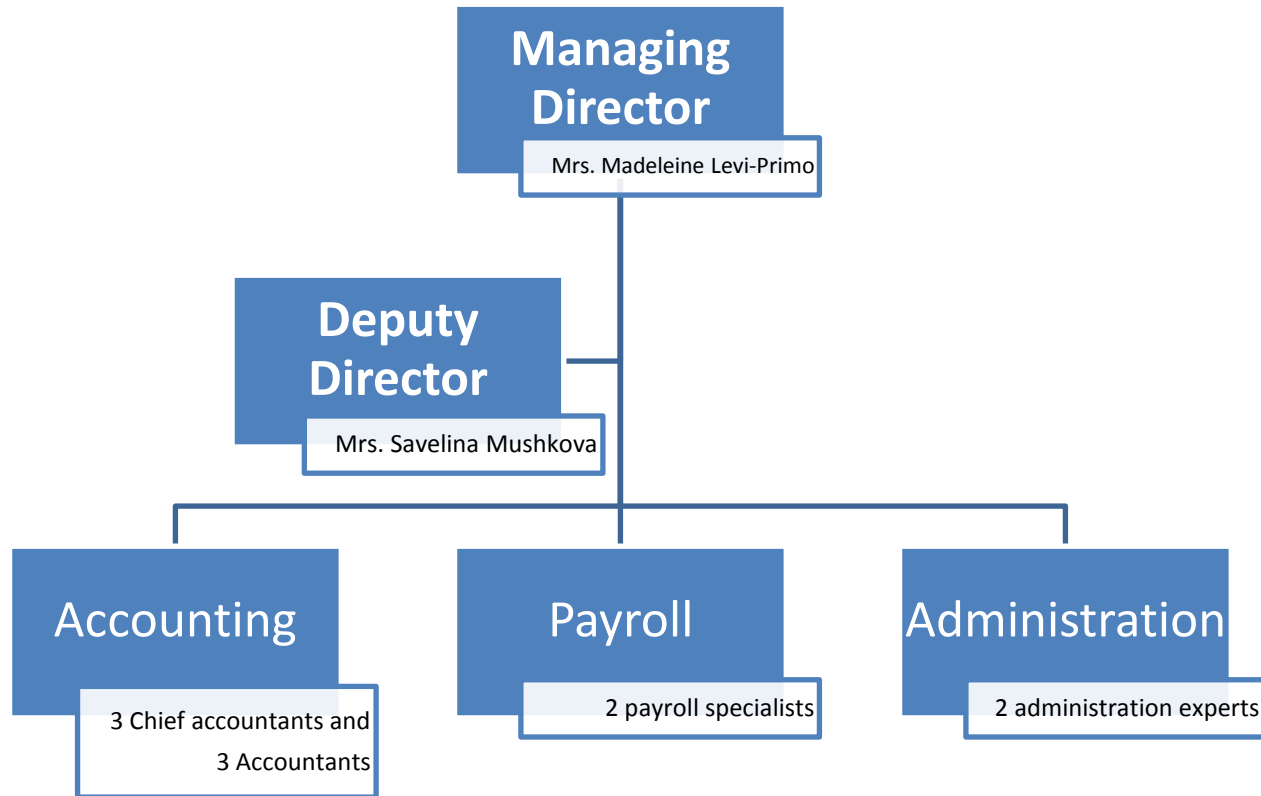 Managing
Director
Mrs. Madeleine Levi-Primo
Deputy
Director
Mrs. Savelina Mushkova
Accounting
3 Chief accountants and
3 Accountants
Payroll
2 payroll specialists
Administration
2 administration experts